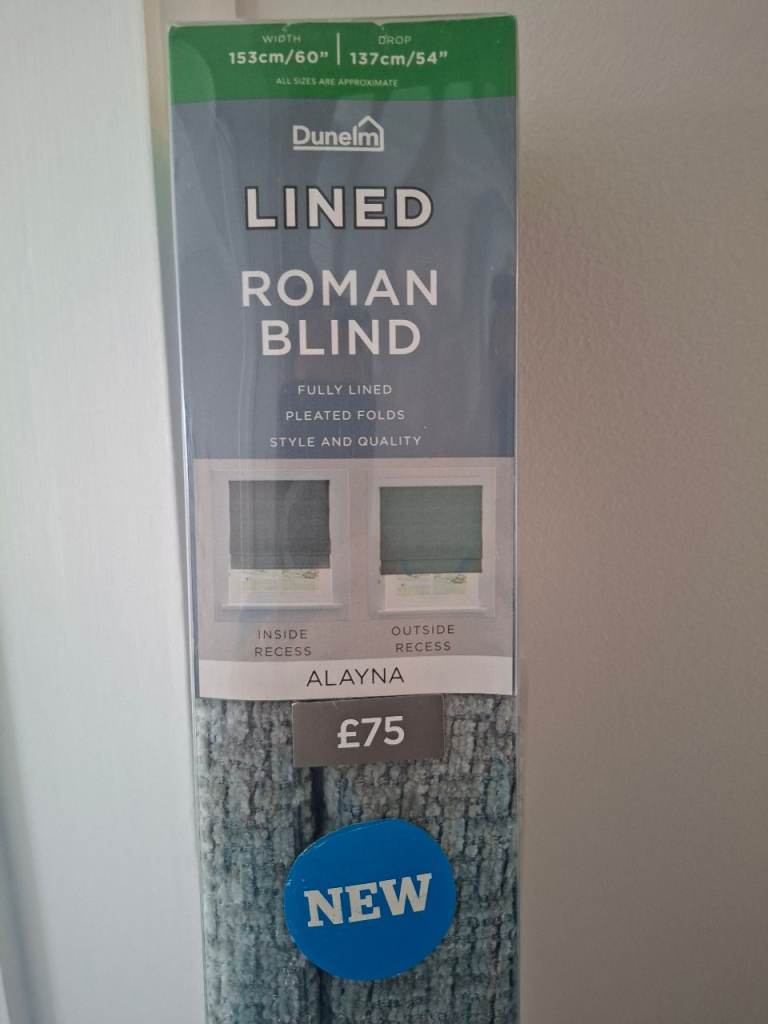 WIDTH DROP
153cm/60" 137cm/54"
ALL SIZES ARE APPROXIMATE
Dunelm
LINED
ROMAN
BLIND
FULLY LINED
PLEATED FOLDS
STYLE AND QUALITY
INSIDE RECESS
OUTSIDE RECESS
ALAYNA
£75
NEW